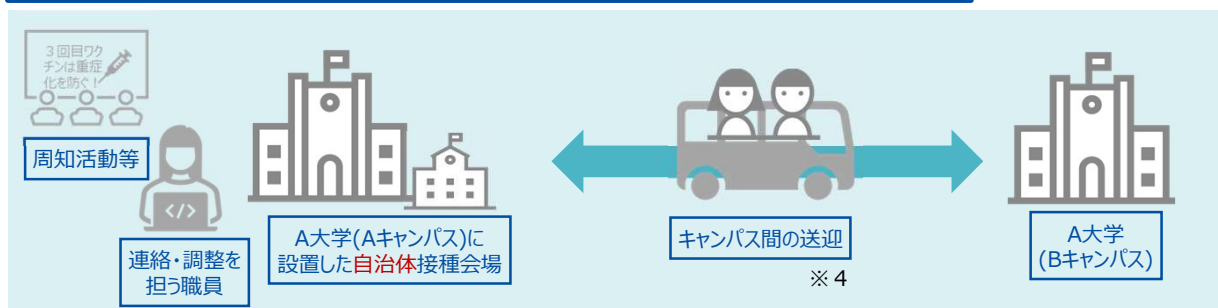 3回目ワク
チンは重症
化を防ぐ!
周知活動等
</>
連絡・調整を
担う職員
A大学(Aキャンパス)に
設置した自治体接種会場
キャンパス間の送迎
※4
A大学
(Bキャンパス)